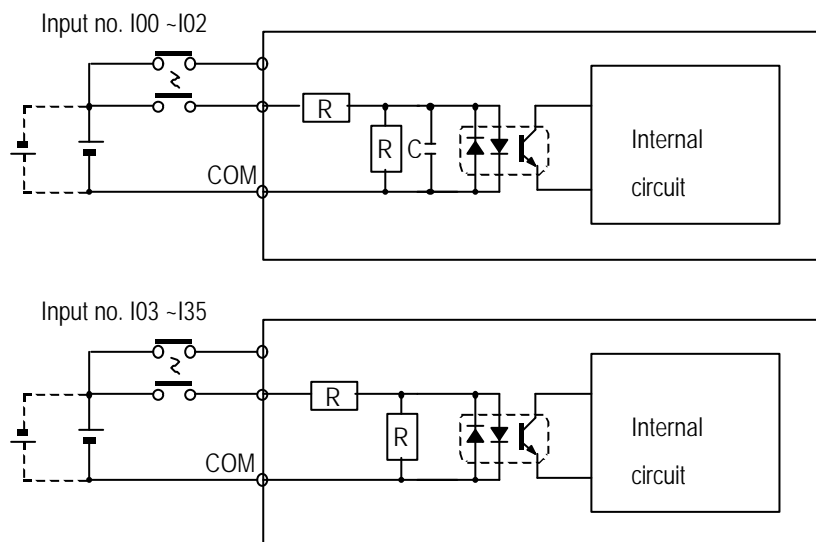 Input no. I00 ~I02
R
R
C
COM
Internal
circuit
Input no. I03 ~I35
R
R
COM
Internal
circuit